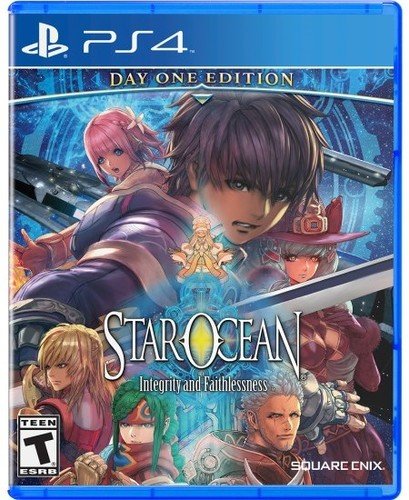 PS4
DAY ONE EDITION
STAR OCEAN
Integrity and Faithlessness
TEEN
T
ESRB
SQUARE ENIX